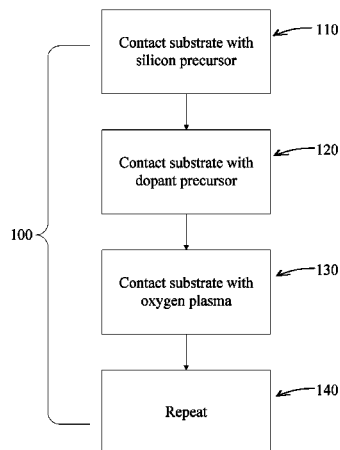 Contact substrate with
silicon precursor
110
Contact substrate with
dopant precursor
120
100
Contact substrate with
oxygen plasma
130
Repeat
140